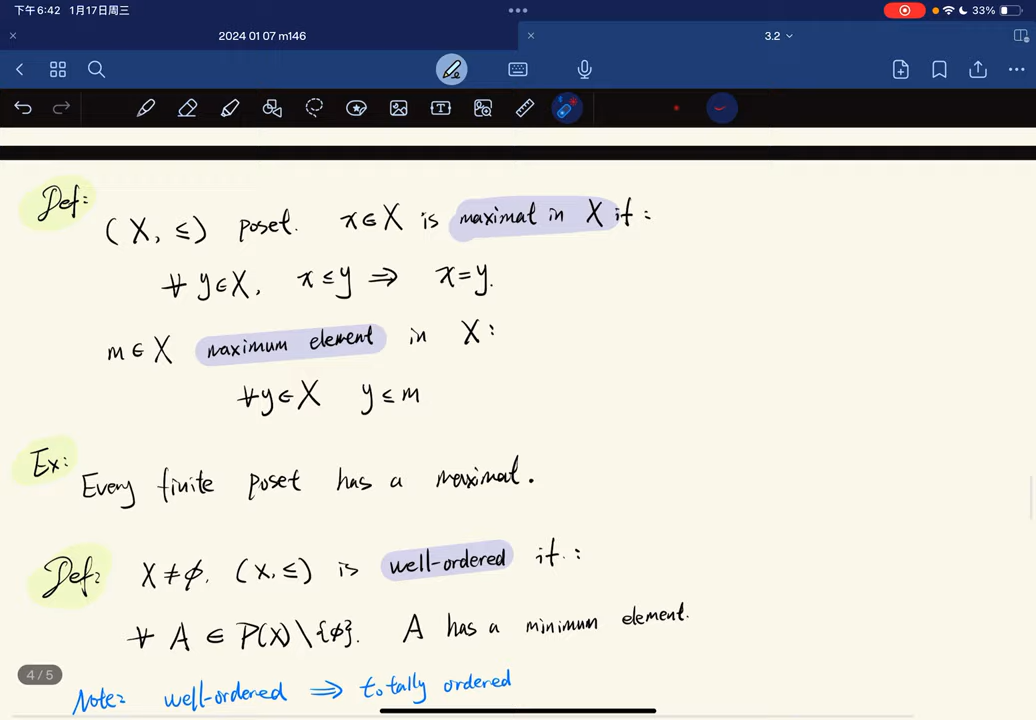 下午6:42 1月17日周三
33%
2024 01 07 m146
3.2
Def:
(X, ≤) poset. x∈X is maximal in X if:
∀ y∈X, x≤y ⇒ x=y.
m∈X maximum element in X:
∀y∈X y≤m
Ex:
Every finite poset has a maximal.
Def: X≠∅. (X,≤) is well-ordered if:
∀ A ∈ P(X)\{∅}. A has a minimum element.
4 / 5
Note: well-ordered ⇒ totally ordered